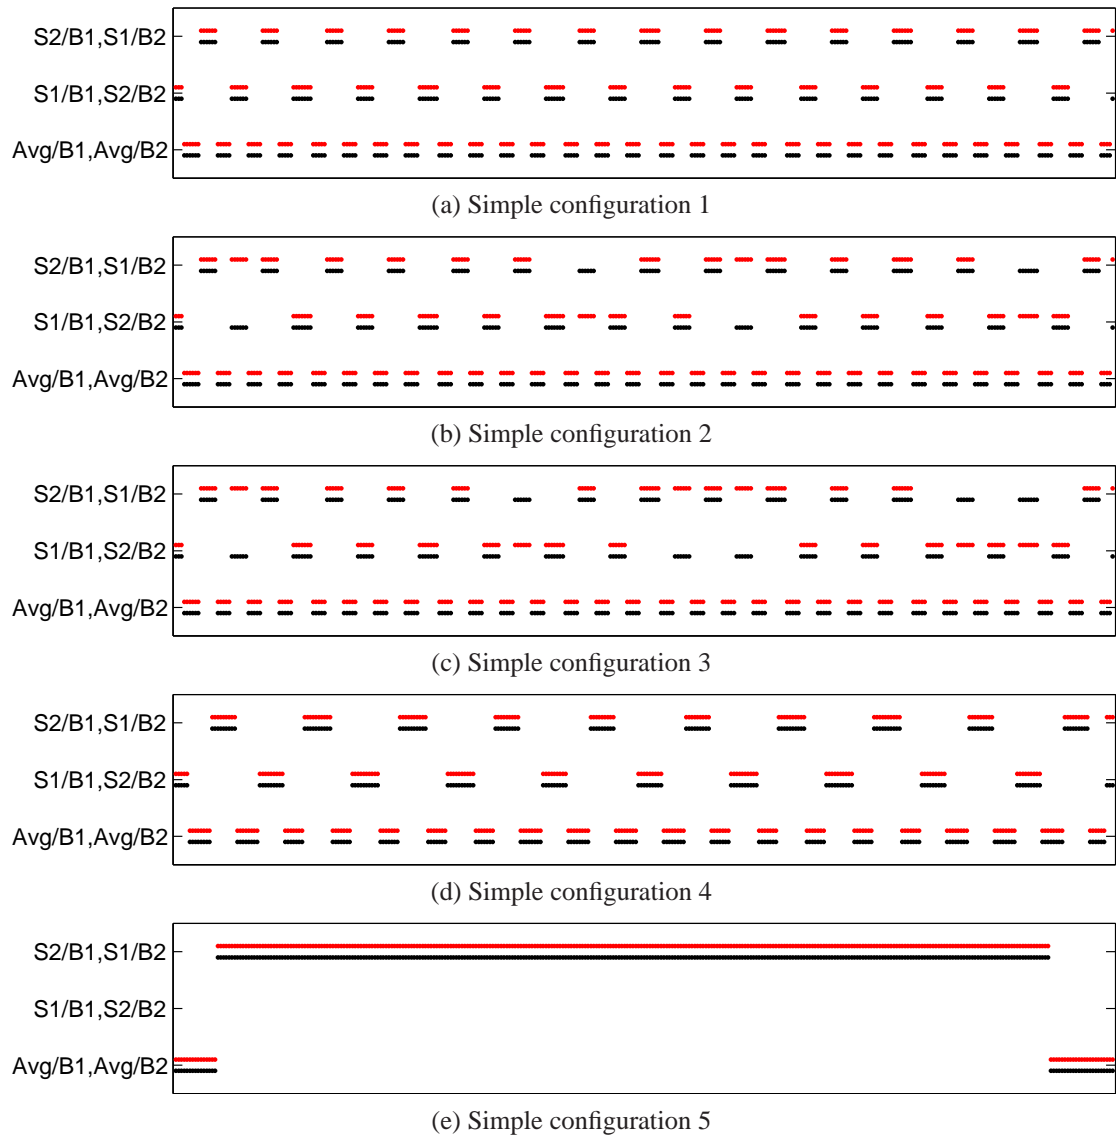 S2/B1,S1/B2
S1/B1,S2/B2
Avg/B1,Avg/B2
(a) Simple configuration 1
S2/B1,S1/B2
S1/B1,S2/B2
Avg/B1,Avg/B2
(b) Simple configuration 2
S2/B1,S1/B2
S1/B1,S2/B2
Avg/B1,Avg/B2
(c) Simple configuration 3
S2/B1,S1/B2
S1/B1,S2/B2
Avg/B1,Avg/B2
(d) Simple configuration 4
S2/B1,S1/B2
S1/B1,S2/B2
Avg/B1,Avg/B2
(e) Simple configuration 5